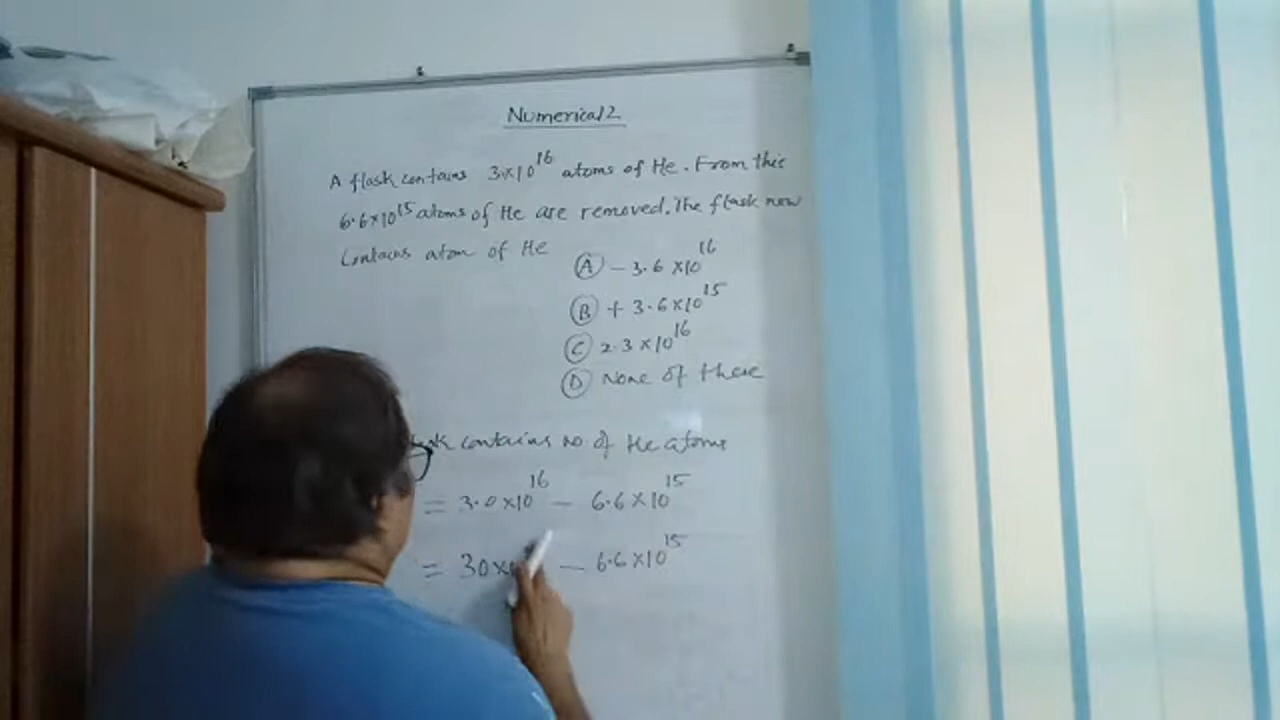 Numerical 2
A flask contains 3×10^16 atoms of He. From this
6.6×10^15 atoms of He are removed. The flask now
Contains atom of He
(A) − 3.6 ×10^16
(B) + 3.6×10^15
(C) 2.3 ×10^16
(D) None of these
contains no. of He atoms
= 3.0×10^16 − 6.6×10^15
= 30× − 6.6×10^15